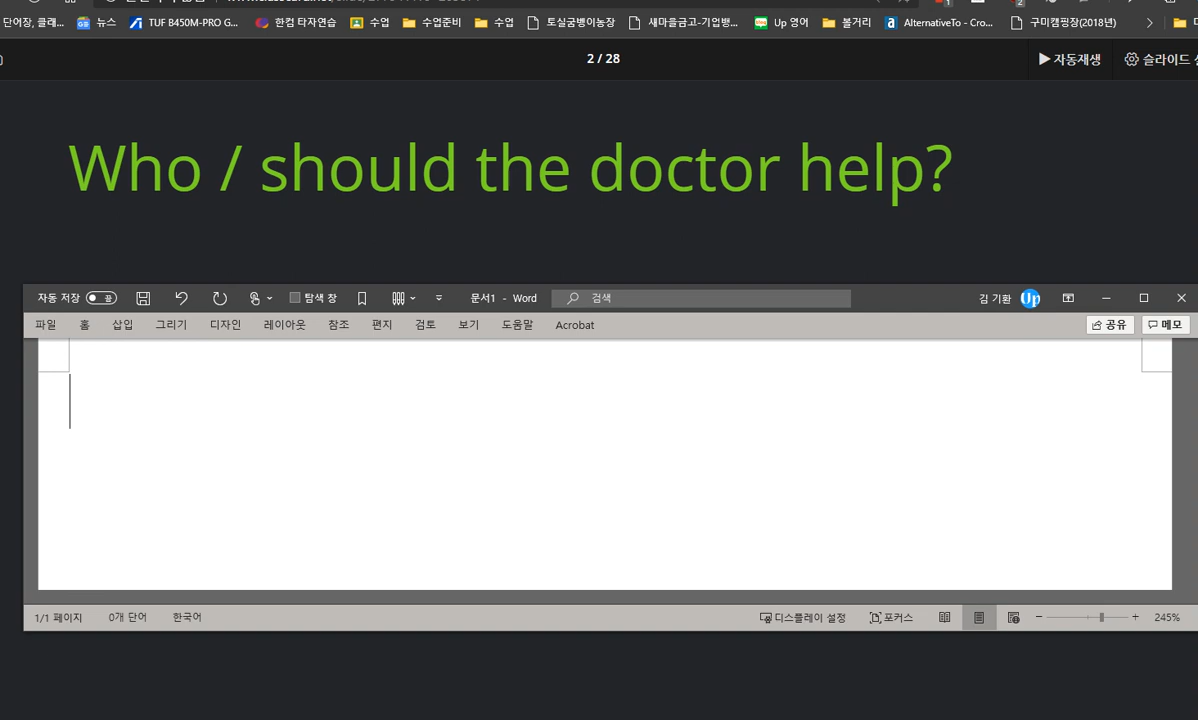 단어장, 클래... 뉴스 TUF B450M-PRO G... 한컴 타자연습 수업 수업준비 수업 토실굼벵이농장 새마을금고-기업뱅... Up 영어 볼거리 AlternativeTo - Cro... 구미캠핑장(2018년)
2 / 28 자동재생 슬라이드
Who / should the doctor help?
자동 저장 끔 탐색 창 문서1 - Word 검색 김 기환 Up
파일 홈 삽입 그리기 디자인 레이아웃 참조 편지 검토 보기 도움말 Acrobat 공유 메모
1/1 페이지 0개 단어 한국어 디스플레이 설정 포커스 245%